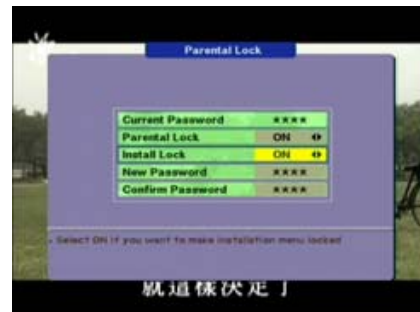 Parental Lock
Current Password ****
Parental Lock ON
Install Lock ON
New Password ****
Confirm Password ****
Select ON if you want to make installation menu locked
就這樣決定了